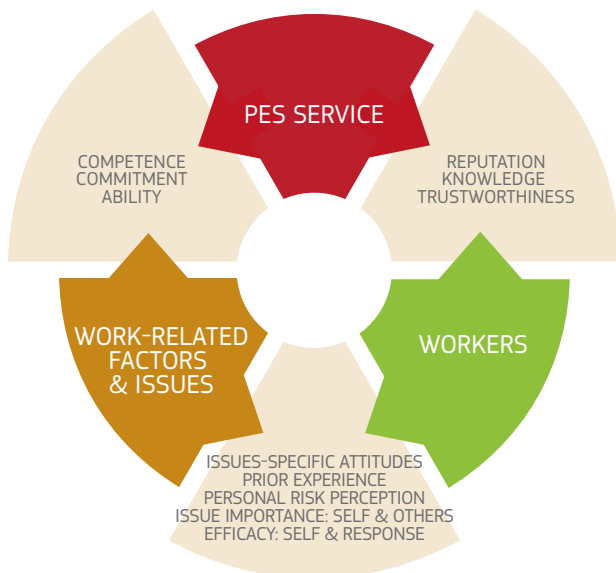 PES SERVICE
COMPETENCE
COMMITMENT
ABILITY
REPUTATION
KNOWLEDGE
TRUSTWORTHINESS
WORK-RELATED
FACTORS
& ISSUES
WORKERS
ISSUES-SPECIFIC ATTITUDES
PRIOR EXPERIENCE
PERSONAL RISK PERCEPTION
ISSUE IMPORTANCE: SELF & OTHERS
EFFICACY: SELF & RESPONSE